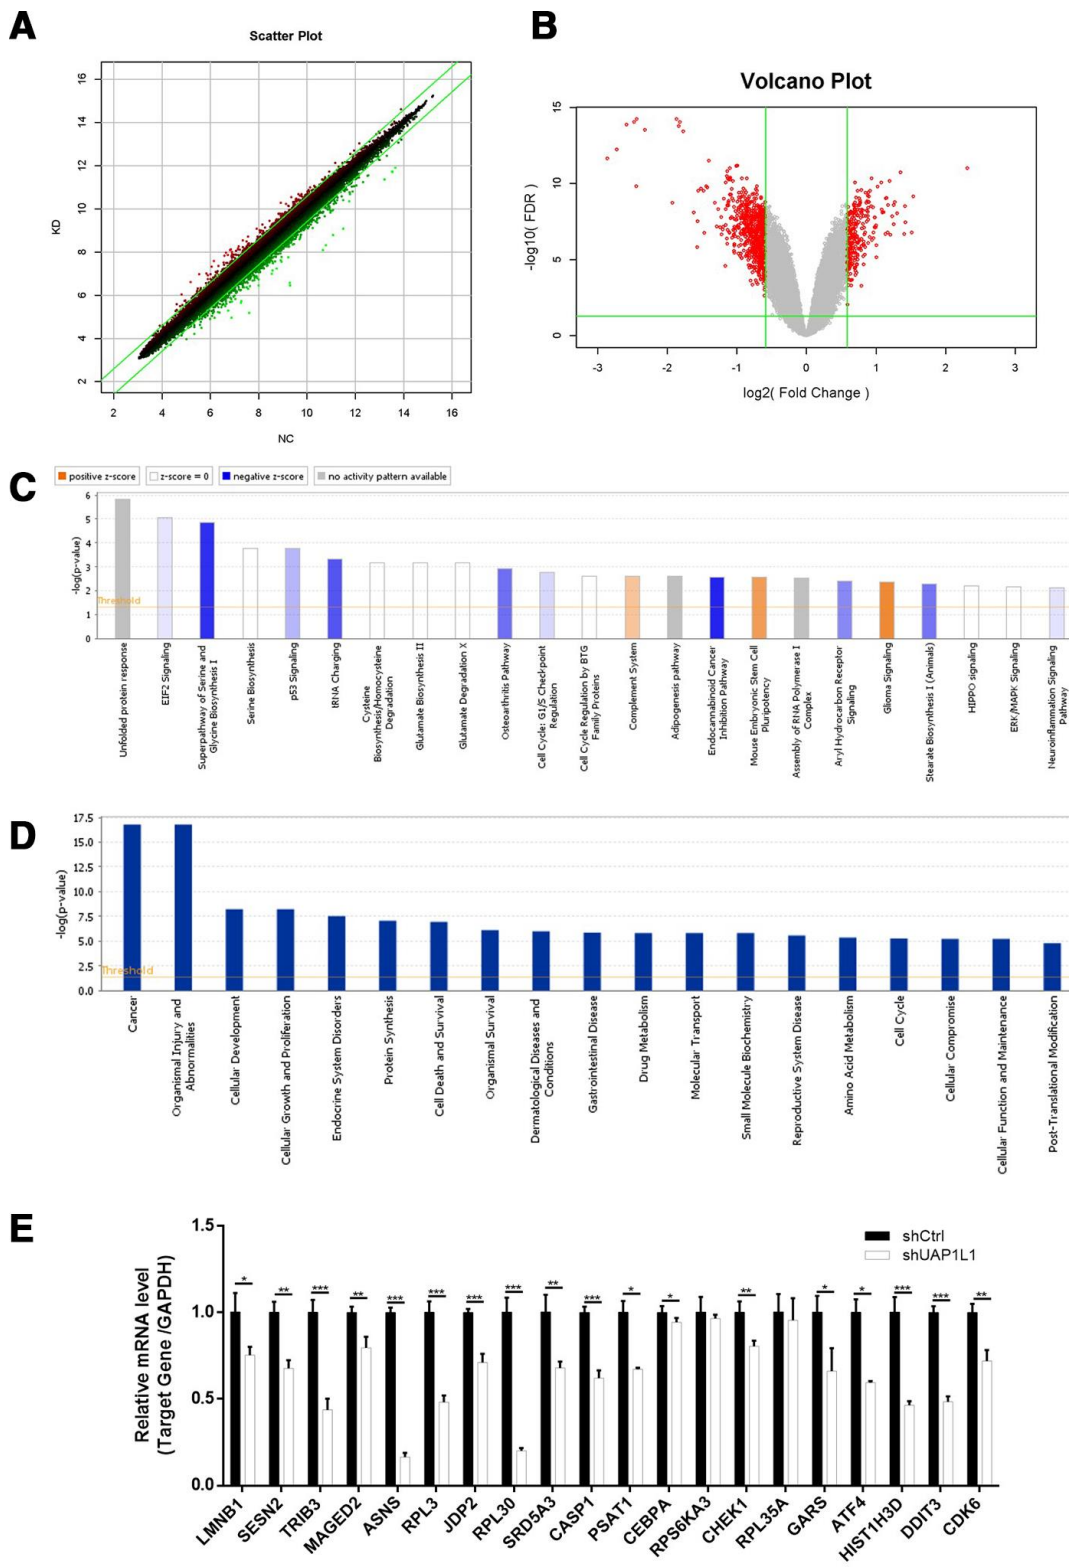 A
Scatter Plot
KD
16
14
12
10
8
6
4
2
2 4 6 8 10 12 14 16
NC
B
Volcano Plot
-log10( FDR )
15
10
5
0
-3 -2 -1 0 1 2 3
log2( Fold Change )
C
positive z-score z-score = 0 negative z-score no activity pattern available
-log(p-value)
6
5
4
3
2
Threshold
1
0
Unfolded protein response
EIF2 Signaling
Superpathway of Serine and
Glycine Biosynthesis I
Serine Biosynthesis
p53 Signaling
tRNA Charging
Cysteine
Biosynthesis/Homocysteine
Degradation
Glutamate Biosynthesis II
Glutamate Degradation X
Osteoarthritis Pathway
Cell Cycle: G1/S Checkpoint
Regulation
Cell Cycle Regulation by BTG
Family Proteins
Complement System
Adipogenesis pathway
Endocannabinoid Cancer
Inhibition Pathway
Mouse Embryonic Stem Cell
Pluripotency
Assembly of RNA Polymerase I
Complex
Aryl Hydrocarbon Receptor
Signaling
Glioma Signaling
Stearate Biosynthesis I (Animals)
HIPPO signaling
ERK/MAPK Signaling
Neuroinflammation Signaling
Pathway
D
-log(p-value)
17.5
15.0
12.5
10.0
7.5
5.0
2.5
Threshold
0.0
Cancer
Organismal Injury and
Abnormalities
Cellular Development
Cellular Growth and Proliferation
Endocrine System Disorders
Protein Synthesis
Cell Death and Survival
Organismal Survival
Dermatological Diseases and
Conditions
Gastrointestinal Disease
Drug Metabolism
Molecular Transport
Small Molecule Biochemistry
Reproductive System Disease
Amino Acid Metabolism
Cell Cycle
Cellular Compromise
Cellular Function and Maintenance
Post-Translational Modification
E
Relative mRNA level
(Target Gene /GAPDH)
1.5
1.0
0.5
0.0
shCtrl
shUAP1L1
* ** *** ** *** *** *** *** ** *** * * ** * * *** *** **
LMNB1
SESN2
TRIB3
MAGED2
ASNS
RPL3
JDP2
RPL30
SRD5A3
CASP1
PSAT1
CEBPA
RPS6KA3
CHEK1
RPL35A
GARS
ATF4
HIST1H3D
DDIT3
CDK6